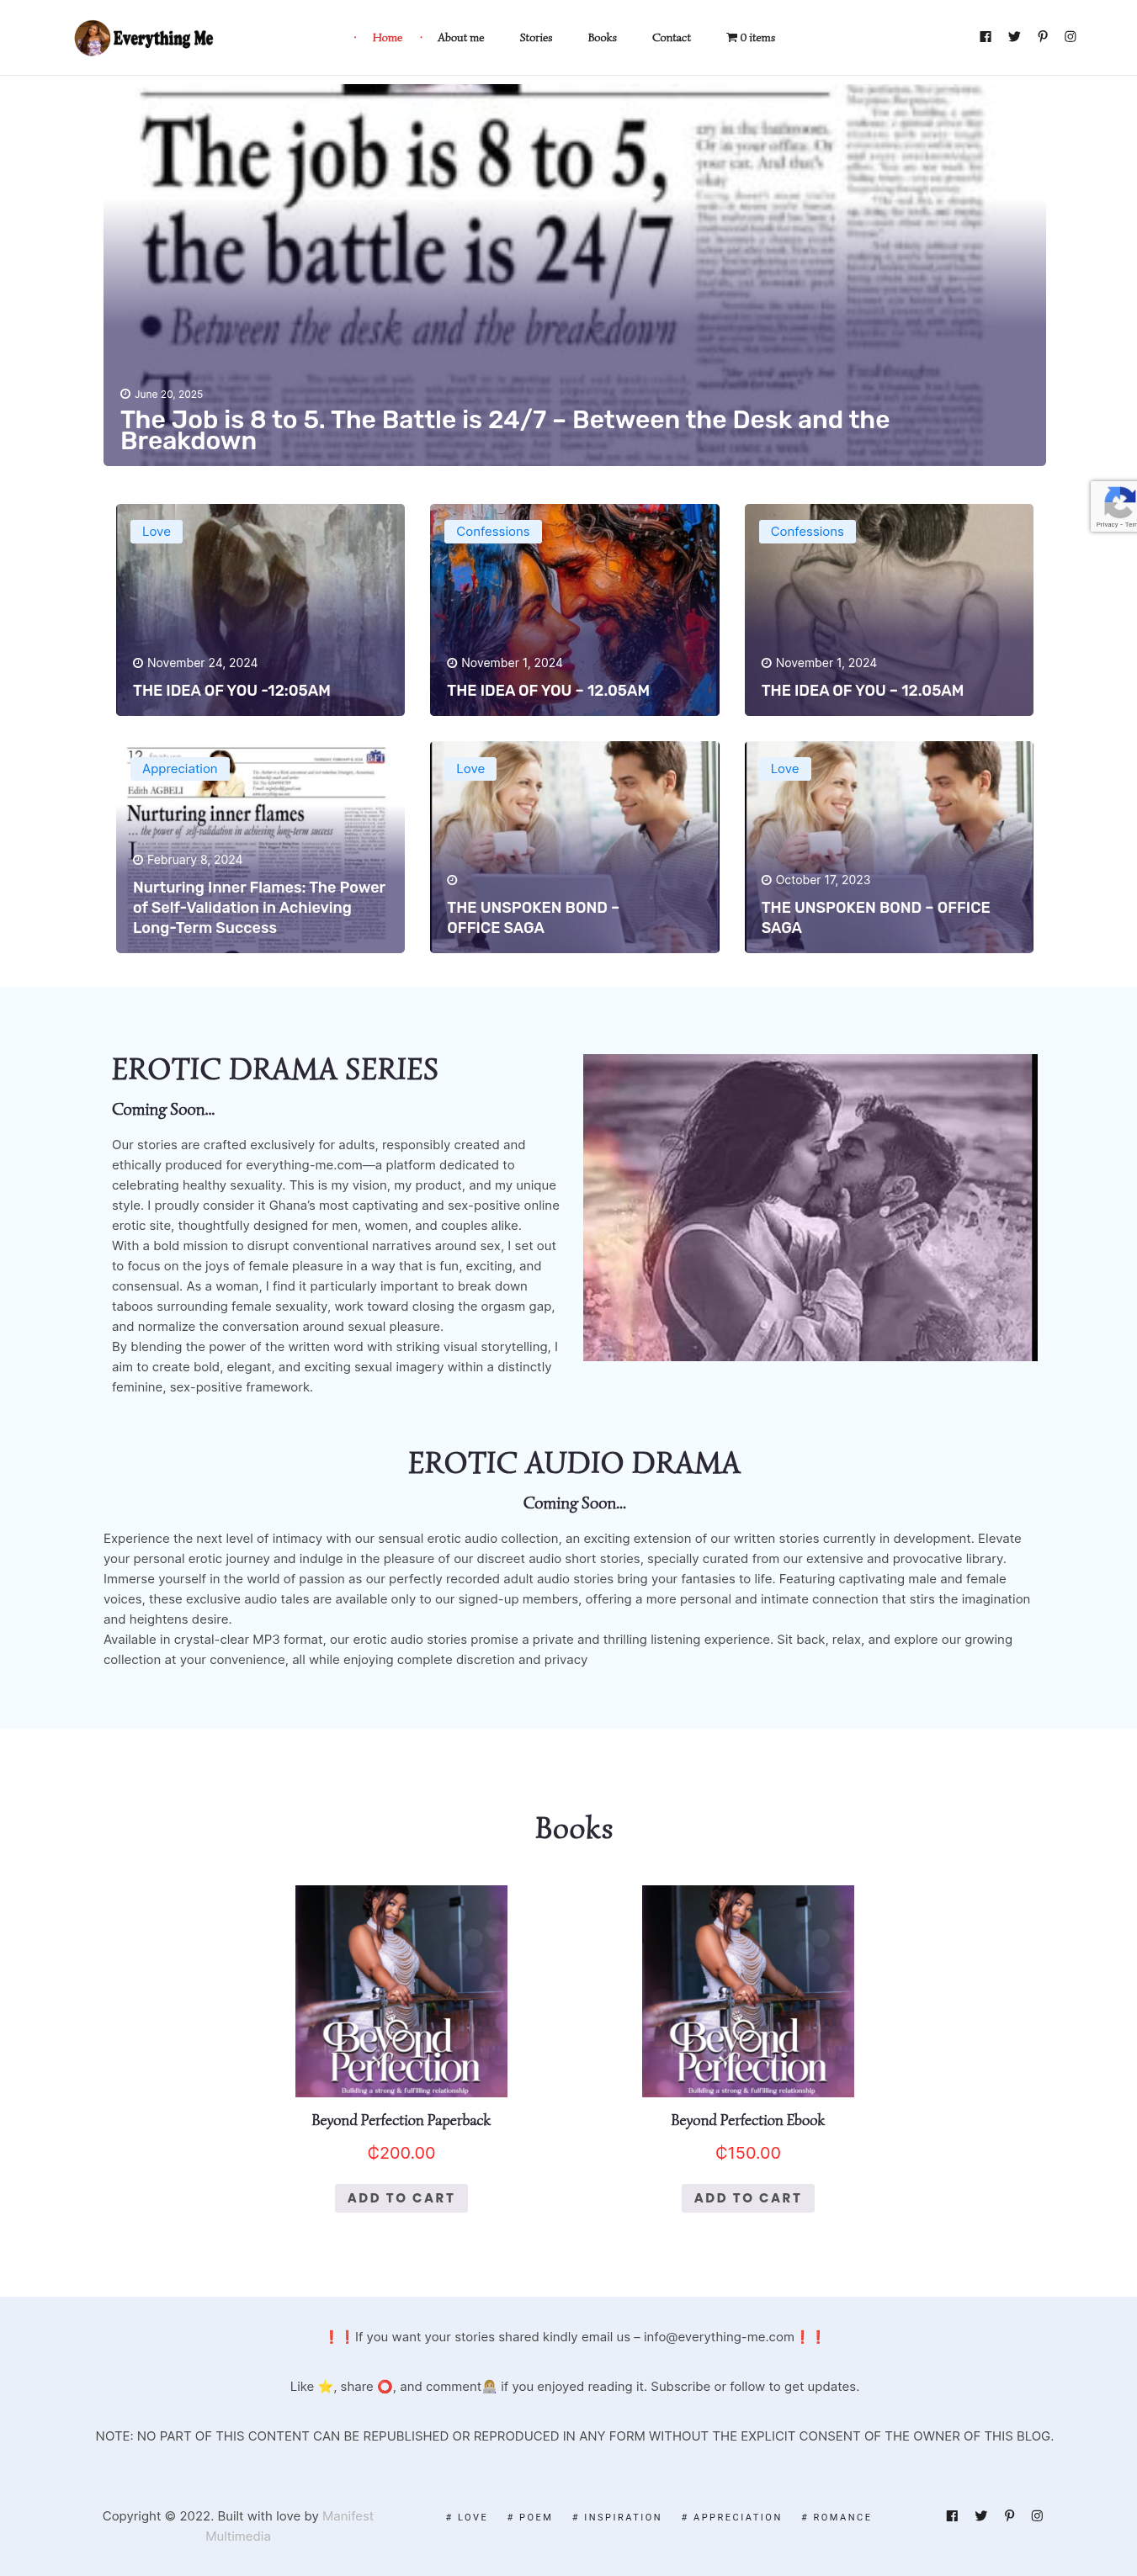 Everything Me
Home
About me
Stories
Books
Contact
0 items
The job is 8 to 5,
the battle is 24/7
• Between the desk and the breakdown
cry in the bathroom.
Or in your office. Or
your car. And that's
okay.
Final thoughts
June 20, 2025
The Job is 8 to 5. The Battle is 24/7 – Between the Desk and the
Breakdown
Privacy - Ter
Love
November 24, 2024
THE IDEA OF YOU -12:05AM
Confessions
November 1, 2024
THE IDEA OF YOU – 12.05AM
Confessions
November 1, 2024
THE IDEA OF YOU – 12.05AM
12
B&FT
Appreciation
Edith AGBELI
Nurturing inner flames
... the power of self-validation in achieving long-term success
February 8, 2024
Nurturing Inner Flames: The Power
of Self-Validation in Achieving
Long-Term Success
Love
THE UNSPOKEN BOND –
OFFICE SAGA
Love
October 17, 2023
THE UNSPOKEN BOND – OFFICE
SAGA
EROTIC DRAMA SERIES
Coming Soon...
Our stories are crafted exclusively for adults, responsibly created and
ethically produced for everything-me.com—a platform dedicated to
celebrating healthy sexuality. This is my vision, my product, and my unique
style. I proudly consider it Ghana’s most captivating and sex-positive online
erotic site, thoughtfully designed for men, women, and couples alike.
With a bold mission to disrupt conventional narratives around sex, I set out
to focus on the joys of female pleasure in a way that is fun, exciting, and
consensual. As a woman, I find it particularly important to break down
taboos surrounding female sexuality, work toward closing the orgasm gap,
and normalize the conversation around sexual pleasure.
By blending the power of the written word with striking visual storytelling, I
aim to create bold, elegant, and exciting sexual imagery within a distinctly
feminine, sex-positive framework.
EROTIC AUDIO DRAMA
Coming Soon...
Experience the next level of intimacy with our sensual erotic audio collection, an exciting extension of our written stories currently in development. Elevate
your personal erotic journey and indulge in the pleasure of our discreet audio short stories, specially curated from our extensive and provocative library.
Immerse yourself in the world of passion as our perfectly recorded adult audio stories bring your fantasies to life. Featuring captivating male and female
voices, these exclusive audio tales are available only to our signed-up members, offering a more personal and intimate connection that stirs the imagination
and heightens desire.
Available in crystal-clear MP3 format, our erotic audio stories promise a private and thrilling listening experience. Sit back, relax, and explore our growing
collection at your convenience, all while enjoying complete discretion and privacy
Books
Beyond
Perfection
Building a strong & fulfilling relationship
Beyond Perfection Paperback
₵200.00
ADD TO CART
Beyond
Perfection
Building a strong & fulfilling relationship
Beyond Perfection Ebook
₵150.00
ADD TO CART
❗❗If you want your stories shared kindly email us – info@everything-me.com❗❗
Like ⭐, share ⭕, and comment👩🏼‍💻 if you enjoyed reading it. Subscribe or follow to get updates.
NOTE: NO PART OF THIS CONTENT CAN BE REPUBLISHED OR REPRODUCED IN ANY FORM WITHOUT THE EXPLICIT CONSENT OF THE OWNER OF THIS BLOG.
Copyright © 2022. Built with love by Manifest
Multimedia
# LOVE # POEM # INSPIRATION # APPRECIATION # ROMANCE